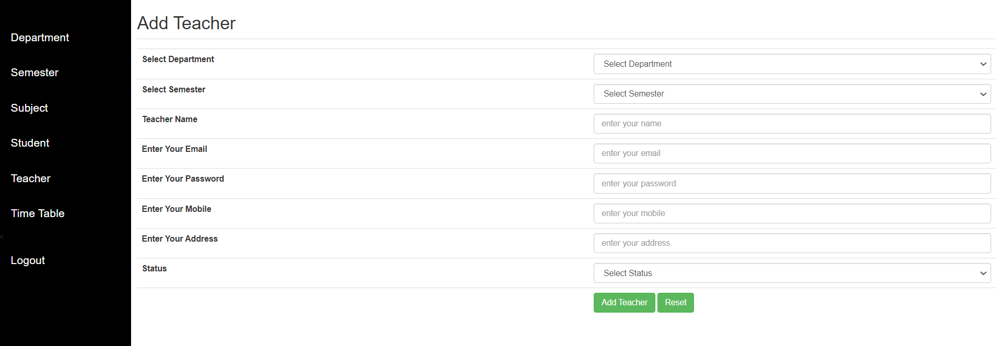 Department
Semester
Subject
Student
Teacher
Time Table
<
Logout
Add Teacher
Select Department
Select Department
Select Semester
Select Semester
Teacher Name
enter your name
Enter Your Email
enter your email
Enter Your Password
enter your password
Enter Your Mobile
enter your mobile
Enter Your Address
enter your address
Status
Select Status
Add Teacher
Reset